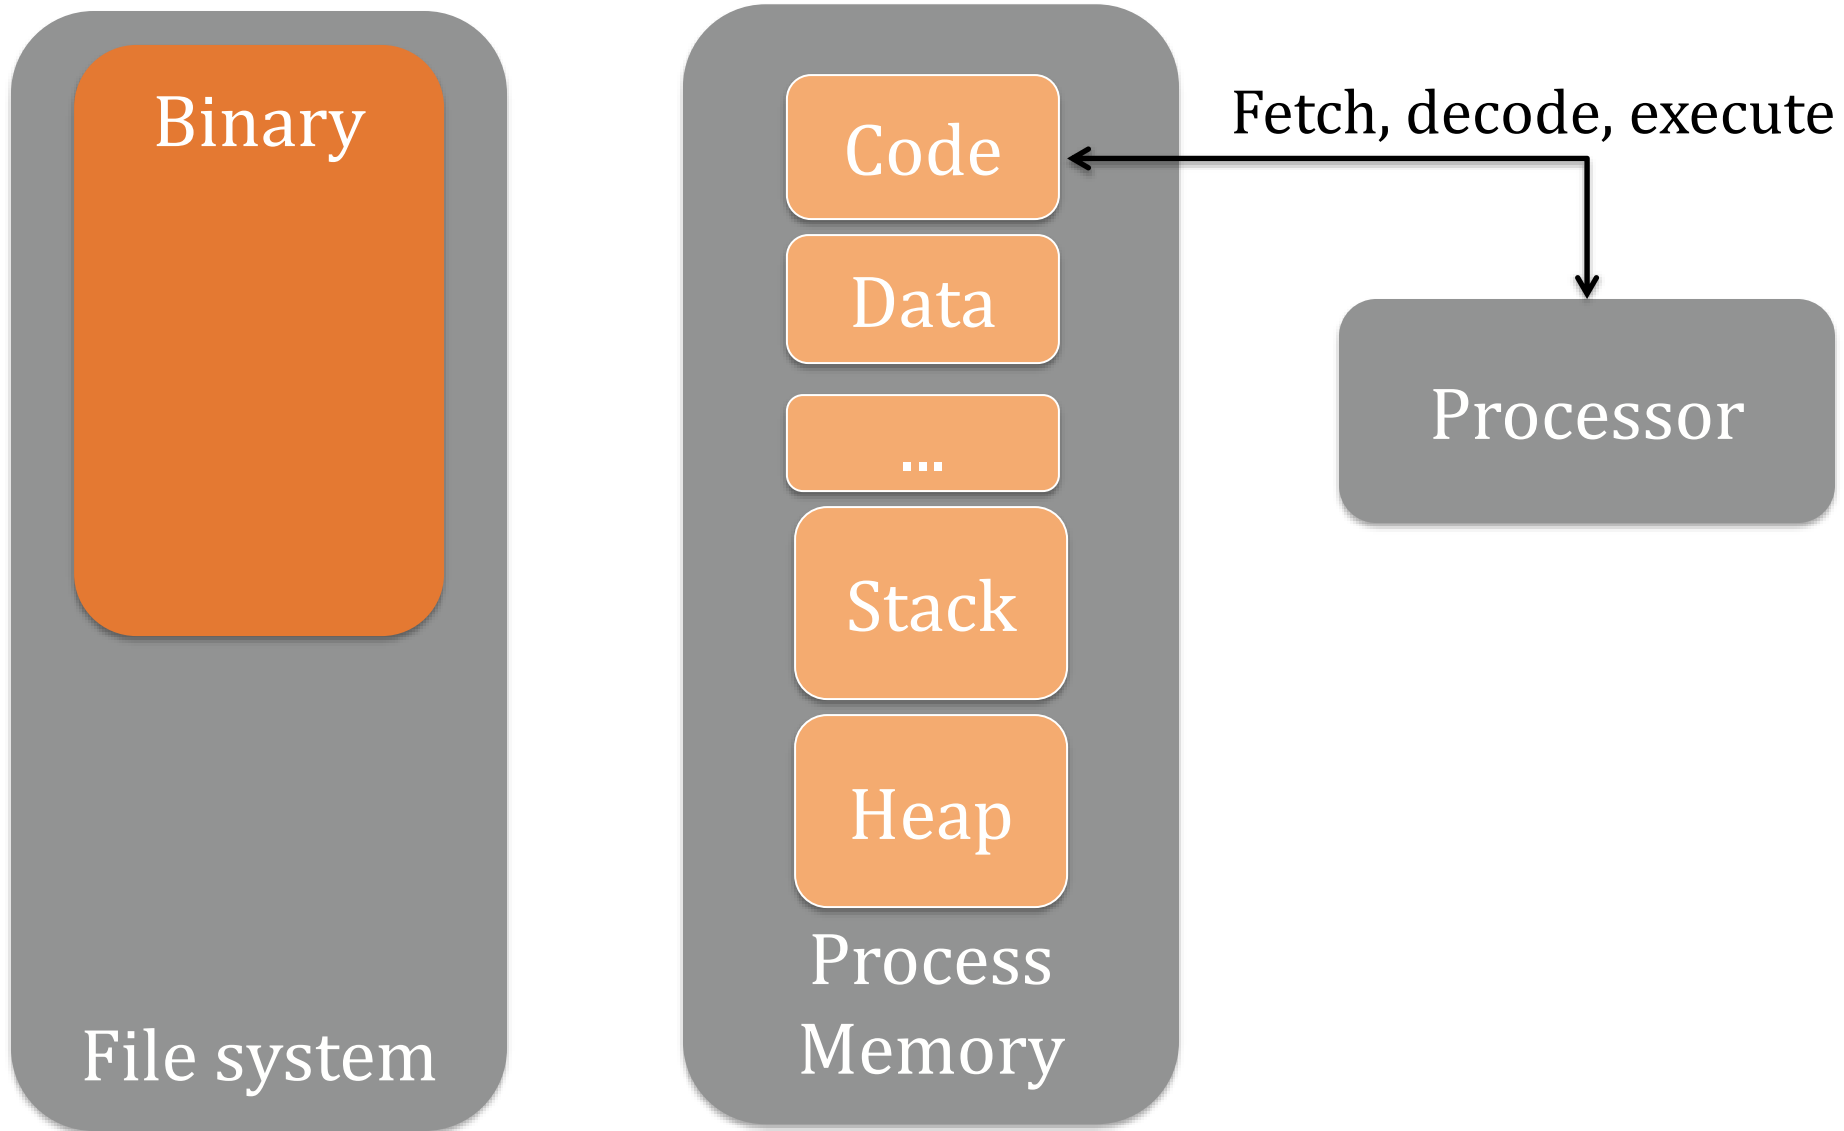 Binary
File system
Code
Data
...
Stack
Heap
Process
Memory
Fetch, decode, execute
Processor